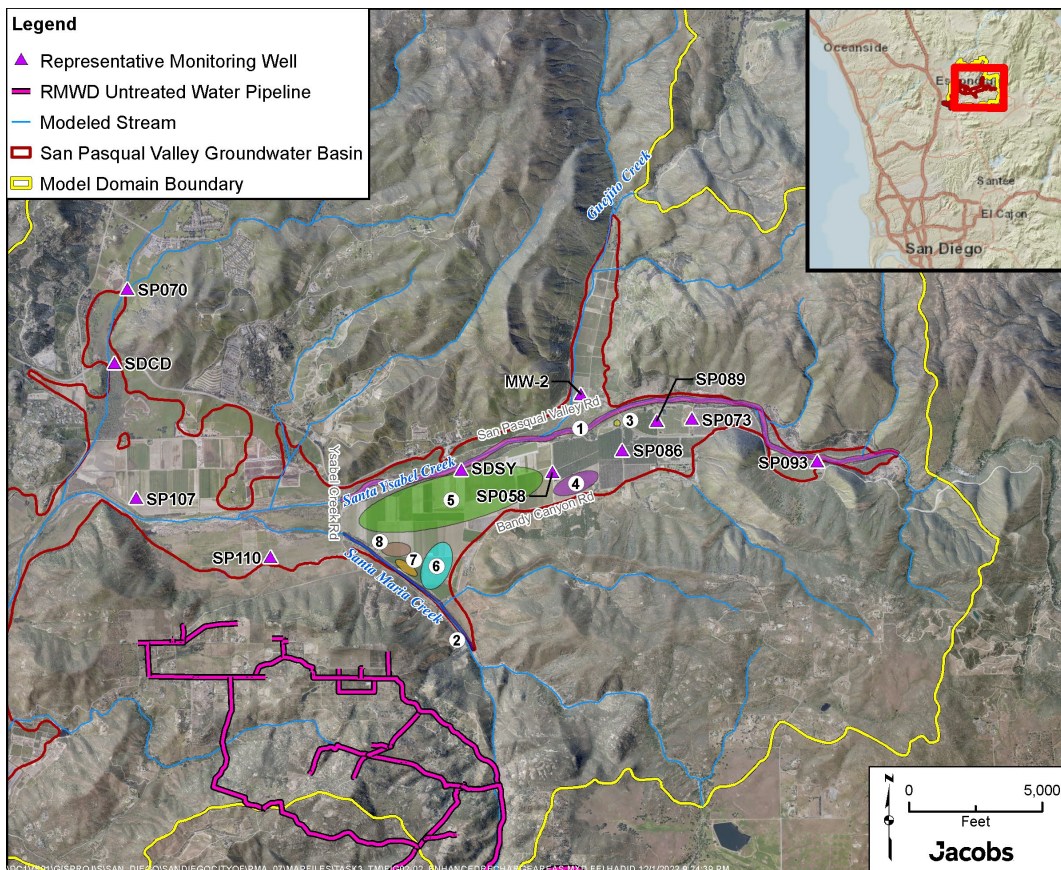 Legend
Representative Monitoring Well
RMWD Untreated Water Pipeline
Modeled Stream
San Pasqual Valley Groundwater Basin
Model Domain Boundary
Oceanside
Santee
El Cajon
San Diego
Guejito Creek
SP070
SDCD
MW-2
SP089
San Pasqual Valley Rd
1
3
SP073
SP086
SP093
Ysabel Creek Rd
Santa Ysabel Creek
SDSY
SP058
4
5
SP107
Bandy Canyon Rd
8
7
6
SP110
Santa Maria Creek
2
N
0
5,000
Feet
Jacobs